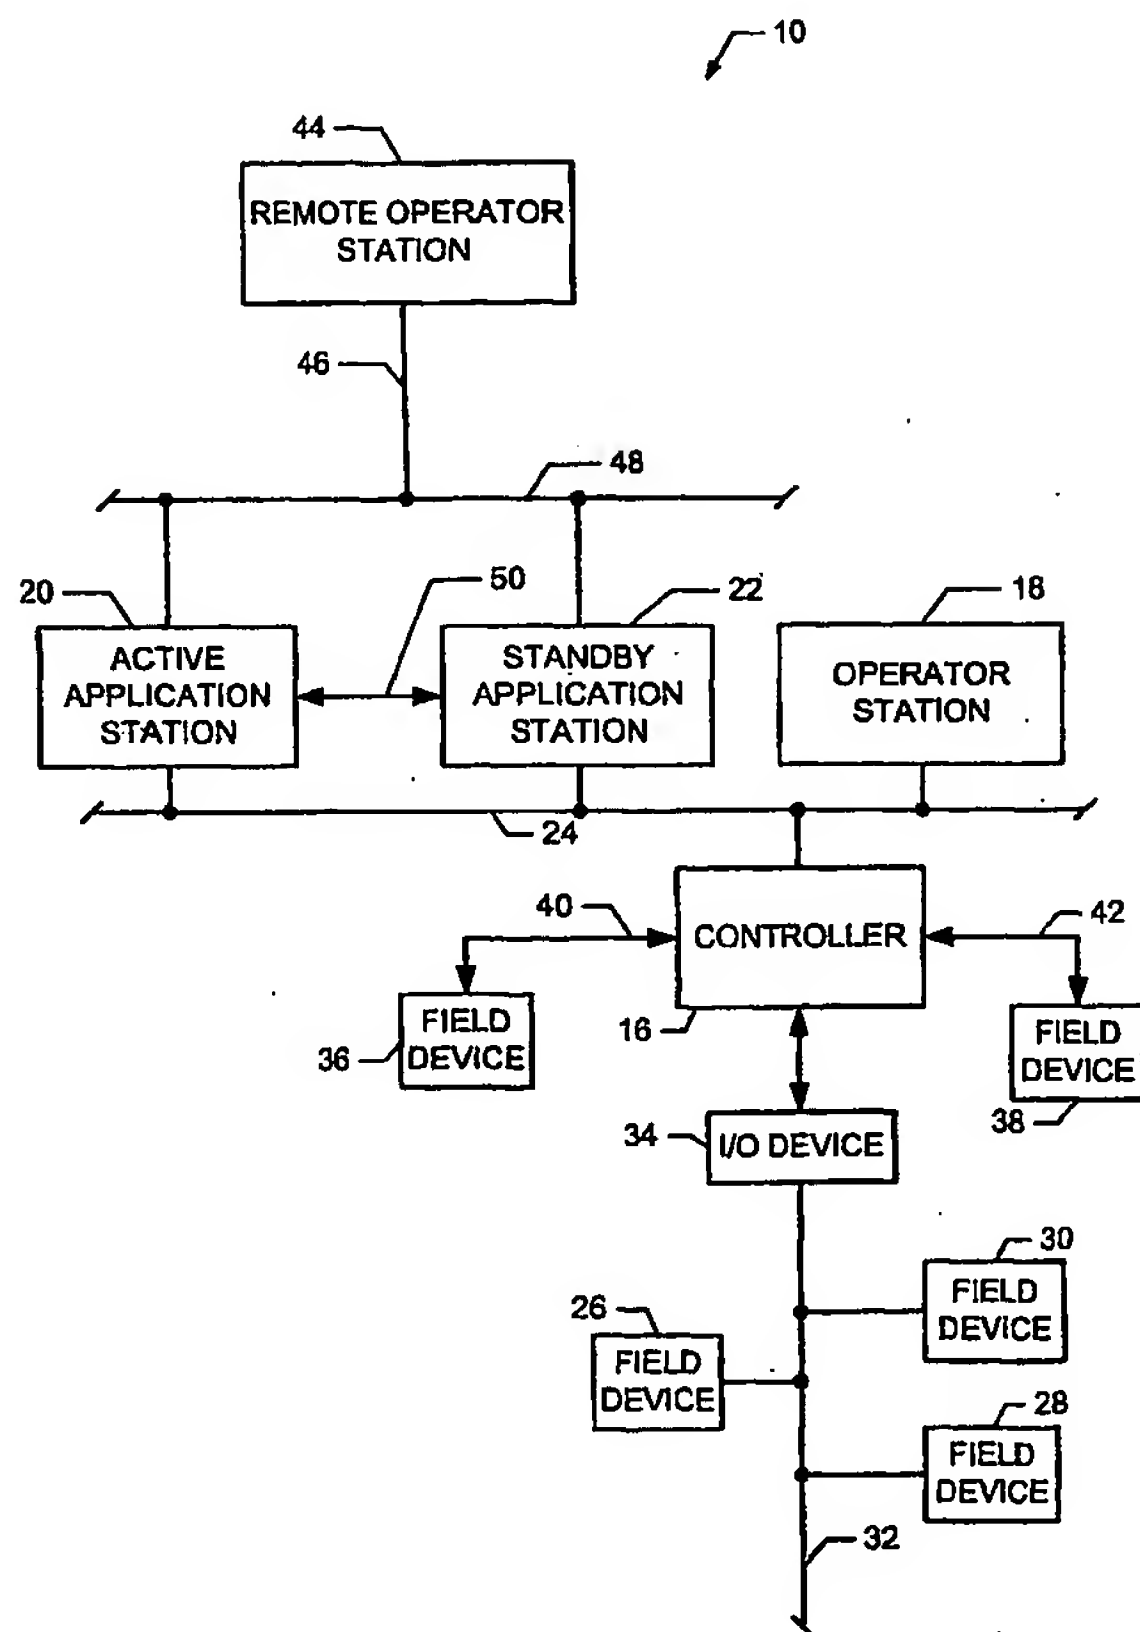 10
44
REMOTE OPERATOR
STATION
46
48
20
50
22
18
ACTIVE
APPLICATION
STATION
STANDBY
APPLICATION
STATION
OPERATOR
STATION
24
40
42
CONTROLLER
FIELD
DEVICE
36
16
FIELD
DEVICE
38
34
I/O DEVICE
30
FIELD
DEVICE
26
FIELD
DEVICE
28
FIELD
DEVICE
32